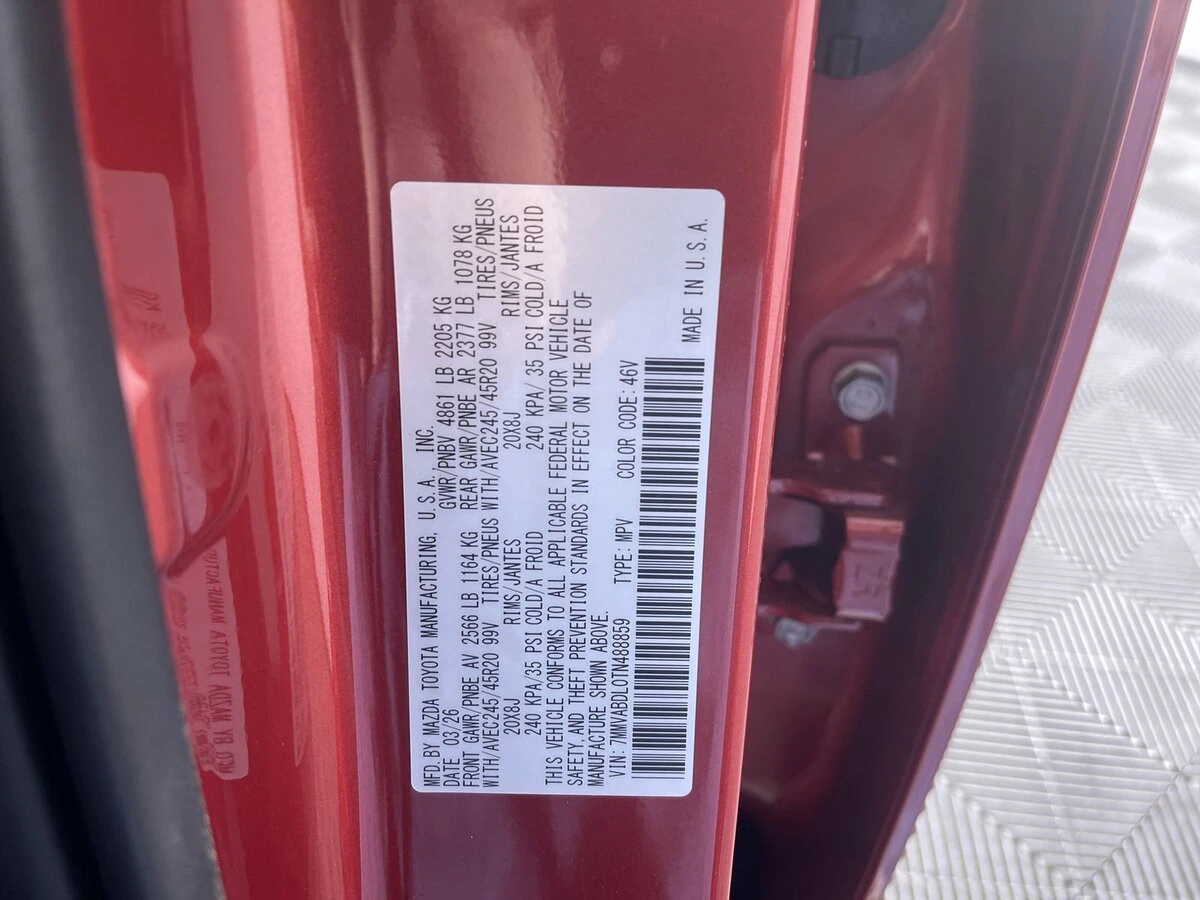 MFD. BY MAZDA TOYOTA MANUFACTURING, U.S.A., INC.
DATE 03/26 GVWR/PNBV 4861 LB 2205 KG
FRONT GAWR/PNBE AV 2566 LB 1164 KG REAR GAWR/PNBE AR 2377 LB 1078 KG
WITH/AVEC245/45R20 99V TIRES/PNEUS WITH/AVEC245/45R20 99V TIRES/PNEUS
20X8J RIMS/JANTES 20X8J RIMS/JANTES
240 KPA/35 PSI COLD/A FROID 240 KPA/ 35 PSI COLD/A FROID
THIS VEHICLE CONFORMS TO ALL APPLICABLE FEDERAL MOTOR VEHICLE
SAFETY AND THEFT PREVENTION STANDARDS IN EFFECT ON THE DATE OF
MANUFACTURE SHOWN ABOVE.
VIN: 7MMVABDL0TN488859 TYPE: MPV COLOR CODE: 46V
MADE IN U.S.A.